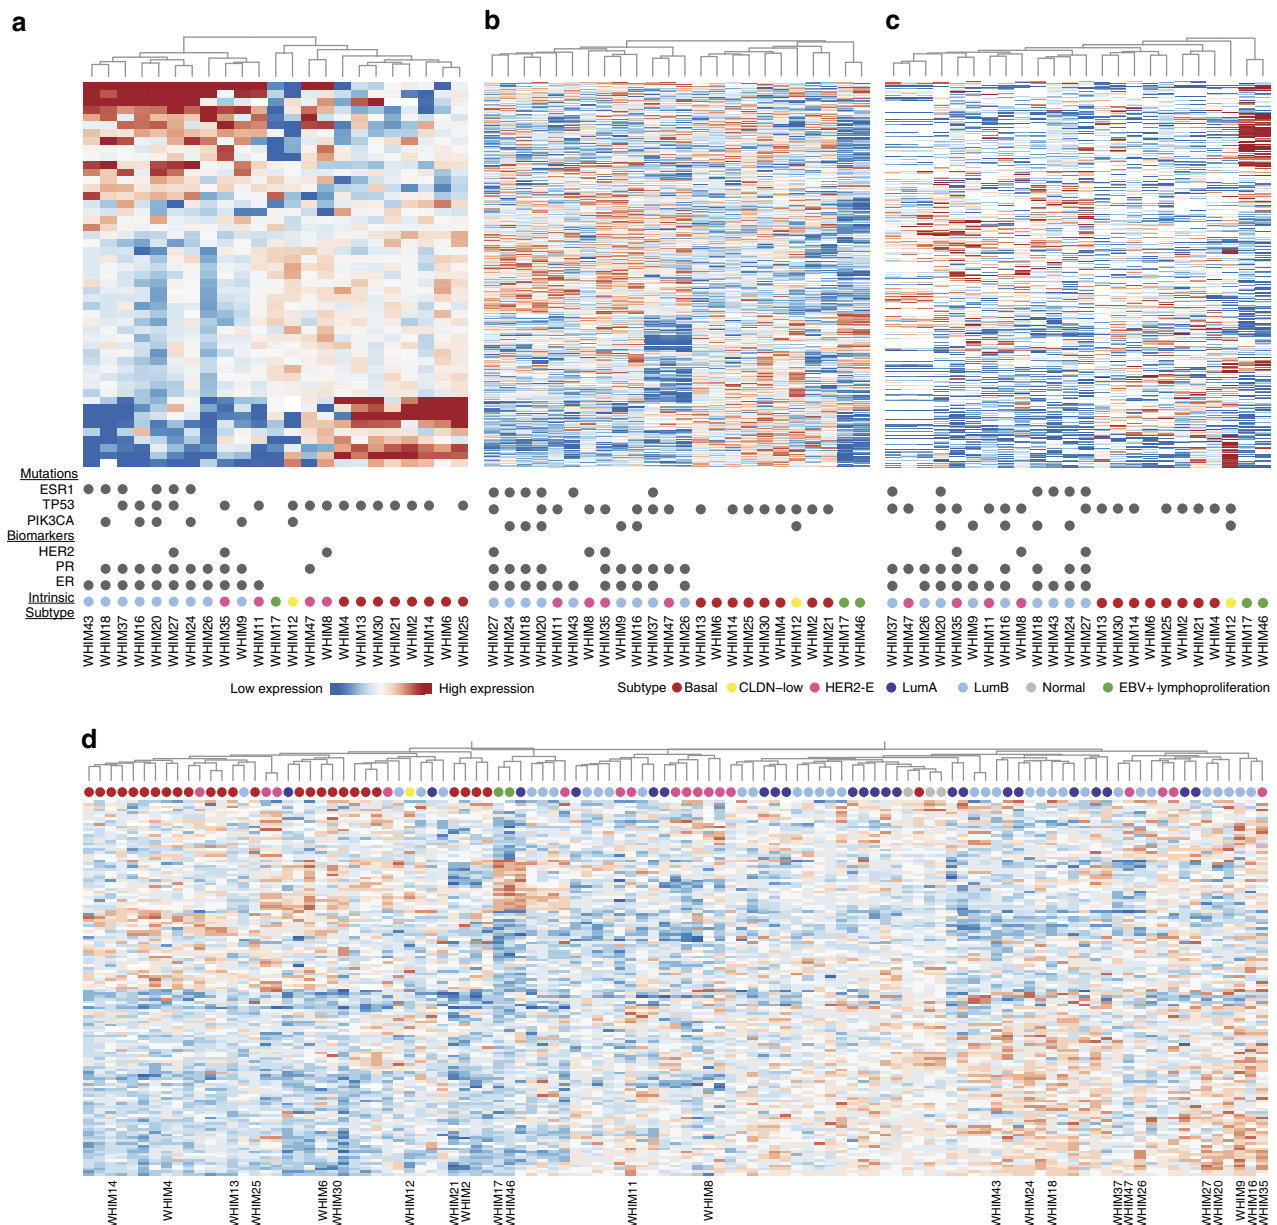 a
b
c
Mutations
ESR1
TP53
PIK3CA
Biomarkers
HER2
PR
ER
Intrinsic
Subtype
WHIM43 WHIM18 WHIM37 WHIM16 WHIM20 WHIM27 WHIM24 WHIM26 WHIM35 WHIM9 WHIM11 WHIM17 WHIM12 WHIM47 WHIM8 WHIM4 WHIM13 WHIM30 WHIM21 WHIM2 WHIM14 WHIM6 WHIM25
WHIM27 WHIM24 WHIM18 WHIM20 WHIM11 WHIM43 WHIM8 WHIM35 WHIM9 WHIM16 WHIM37 WHIM47 WHIM26 WHIM13 WHIM6 WHIM14 WHIM25 WHIM30 WHIM4 WHIM12 WHIM2 WHIM21 WHIM17 WHIM46
WHIM37 WHIM47 WHIM26 WHIM20 WHIM35 WHIM9 WHIM11 WHIM16 WHIM8 WHIM18 WHIM43 WHIM24 WHIM27 WHIM13 WHIM30 WHIM14 WHIM6 WHIM25 WHIM2 WHIM21 WHIM4 WHIM12 WHIM17 WHIM46
Low expression High expression
Subtype Basal CLDN-low HER2-E LumA LumB Normal EBV+ lymphoproliferation
d
WHIM14 WHIM4 WHIM13 WHIM25 WHIM6 WHIM30 WHIM12 WHIM21 WHIM2 WHIM17 WHIM46 WHIM11 WHIM8 WHIM43 WHIM24 WHIM18 WHIM37 WHIM47 WHIM26 WHIM27 WHIM20 WHIM9 WHIM16 WHIM35